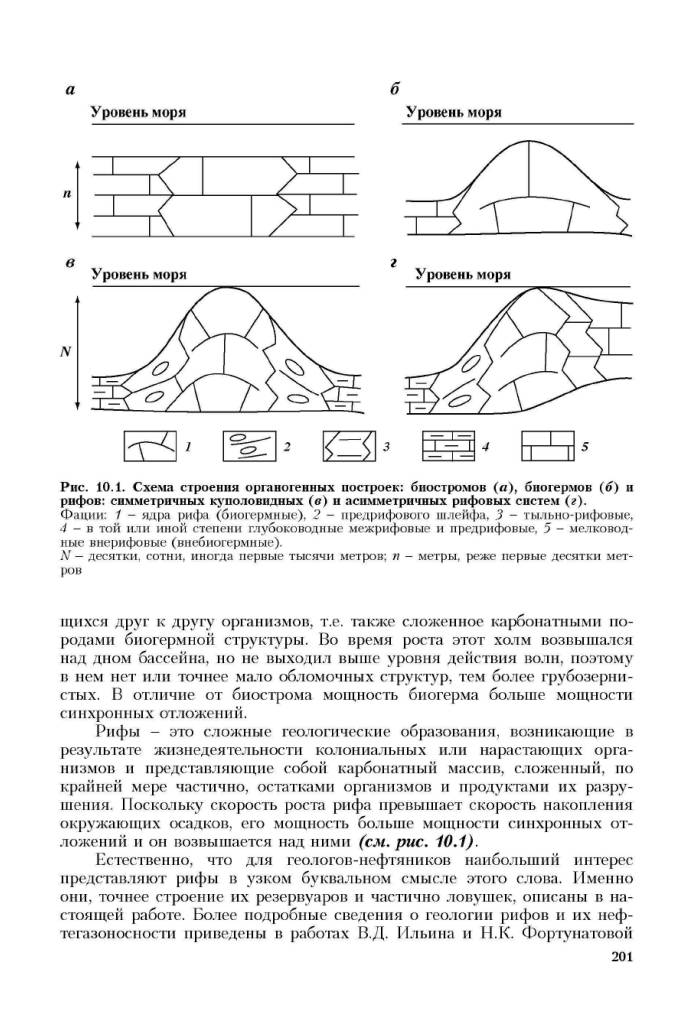 а
б
Уровень моря
Уровень моря
n
в
г
Уровень моря
Уровень моря
N
1
2
3
4
5
Рис. 10.1. Схема строения органогенных построек: биостромов (а), биогермов (б) и
рифов: симметричных куполовидных (в) и асимметричных рифовых систем (г).
Фации: 1 – ядра рифа (биогермные), 2 – предрифового шлейфа, 3 – тыльно-рифовые,
4 – в той или иной степени глубоководные межрифовые и предрифовые, 5 – мелковод-
ные внерифовые (внебиогермные).
N – десятки, сотни, иногда первые тысячи метров; n – метры, реже первые десятки мет-
ров
щихся друг к другу организмов, т.е. также сложенное карбонатными по-
родами биогермной структуры. Во время роста этот холм возвышался
над дном бассейна, но не выходил выше уровня действия волн, поэтому
в нем нет или точнее мало обломочных структур, тем более грубозерни-
стых. В отличие от биострома мощность биогерма больше мощности
синхронных отложений.
Рифы – это сложные геологические образования, возникающие в
результате жизнедеятельности колониальных или нарастающих орга-
низмов и представляющие собой карбонатный массив, сложенный, по
крайней мере частично, остатками организмов и продуктами их разру-
шения. Поскольку скорость роста рифа превышает скорость накопления
окружающих осадков, его мощность больше мощности синхронных от-
ложений и он возвышается над ними (см. рис. 10.1).
Естественно, что для геологов-нефтяников наибольший интерес
представляют рифы в узком буквальном смысле этого слова. Именно
они, точнее строение их резервуаров и частично ловушек, описаны в на-
стоящей работе. Более подробные сведения о геологии рифов и их неф-
тегазоносности приведены в работах В.Д. Ильина и Н.К. Фортунатовой
201